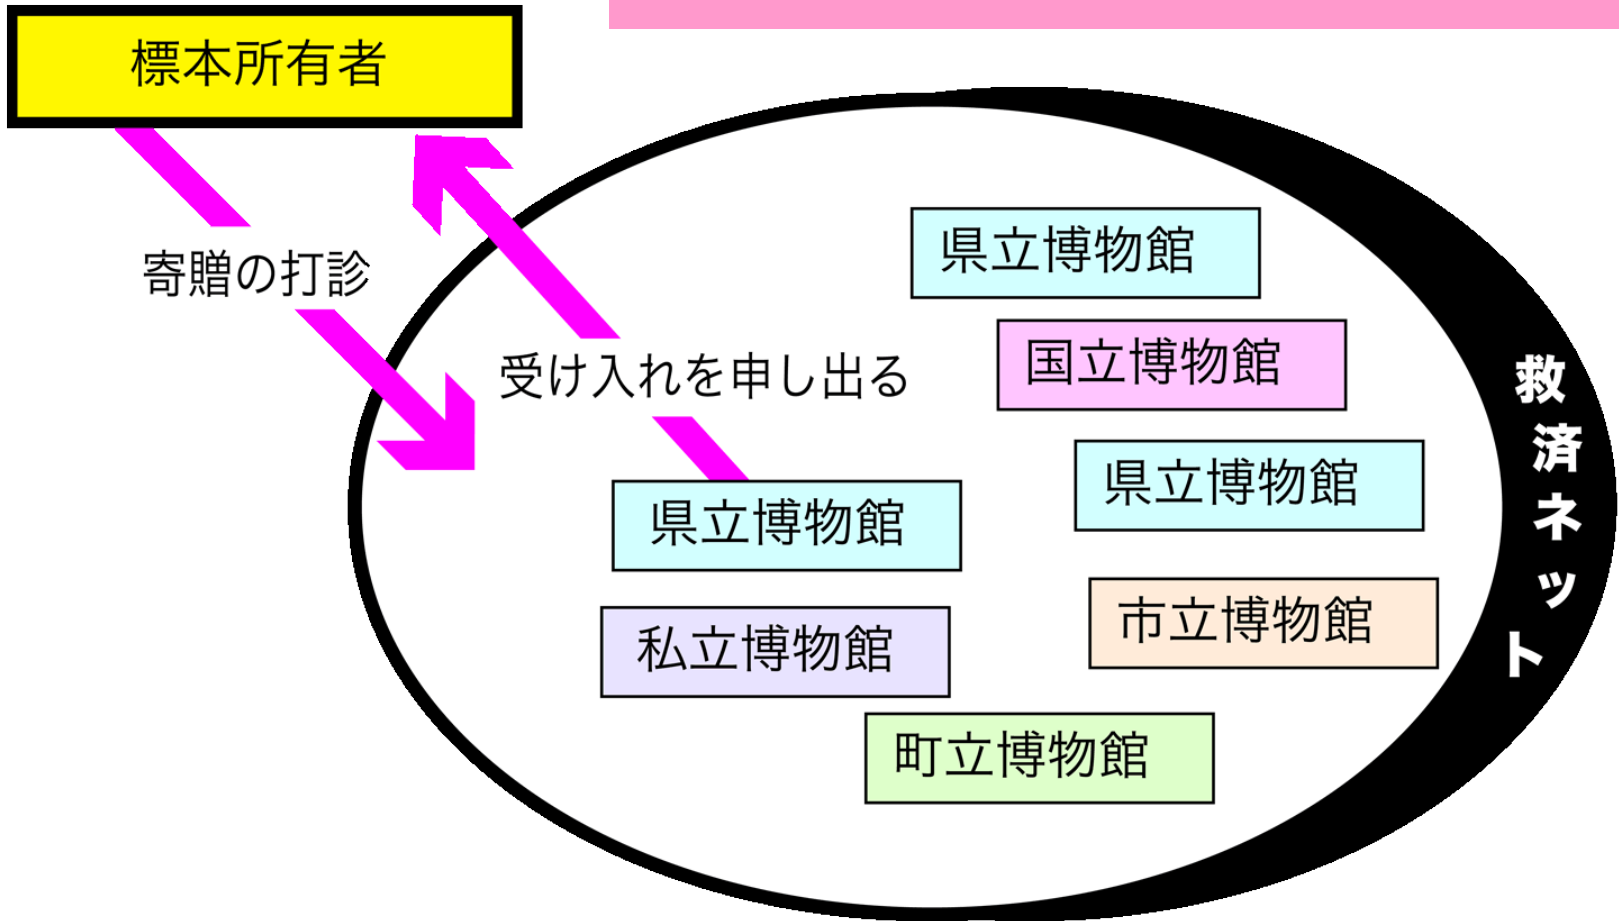 標本所有者
寄贈の打診
受け入れを申し出る
県立博物館
国立博物館
県立博物館
県立博物館
市立博物館
私立博物館
町立博物館
救済ネット